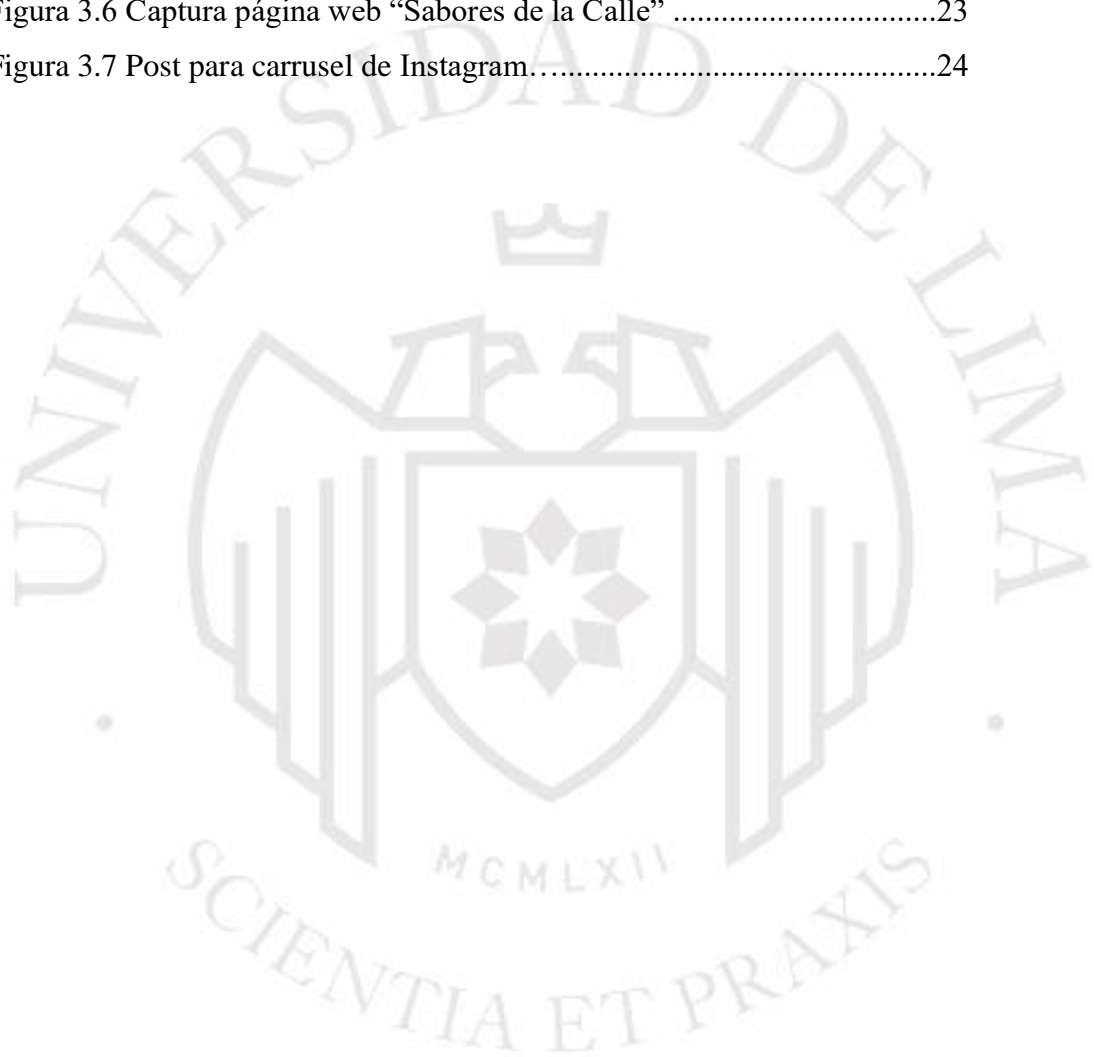 Figura 3.6 Captura página web “Sabores de la Calle” ................................23
Figura 3.7 Post para carrusel de Instagram…..............................................24
UNIVERSIDAD DE LIMA
MCMLXII
SCIENTIA ET PRAXIS